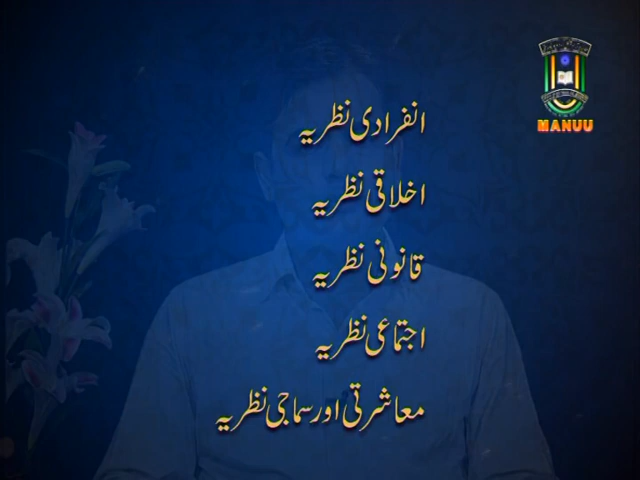 انفرادی نظریہ
اخلاقی نظریہ
قانونی نظریہ
اجتماعی نظریہ
معاشرتی اور سماجی نظریہ
MANUU